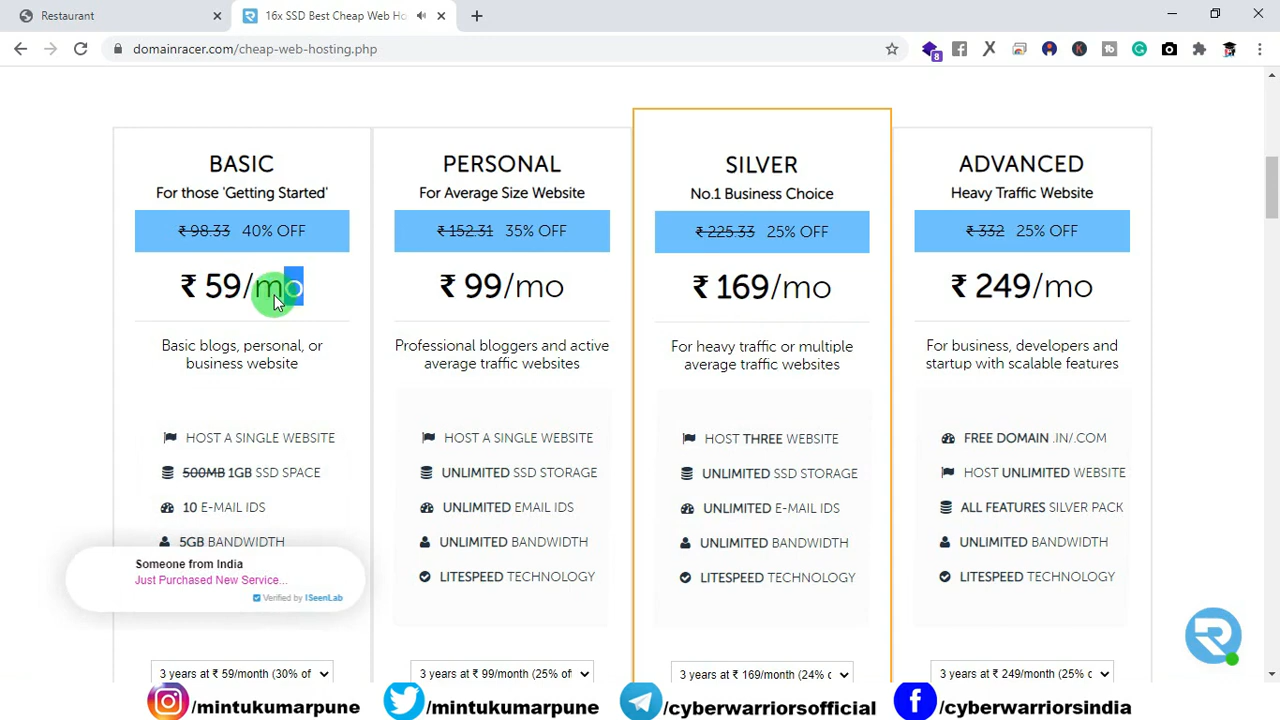 Restaurant
16x SSD Best Cheap Web Ho
domainracer.com/cheap-web-hosting.php
8
BASIC
For those 'Getting Started'
₹ 98.33 40% OFF
₹ 59/mo
Basic blogs, personal, or
business website
HOST A SINGLE WEBSITE
500MB 1GB SSD SPACE
10 E-MAIL IDS
5GB BANDWIDTH
PERSONAL
For Average Size Website
₹ 152.31 35% OFF
₹ 99/mo
Professional bloggers and active
average traffic websites
HOST A SINGLE WEBSITE
UNLIMITED SSD STORAGE
UNLIMITED EMAIL IDS
UNLIMITED BANDWIDTH
LITESPEED TECHNOLOGY
SILVER
No.1 Business Choice
₹ 225.33 25% OFF
₹ 169/mo
For heavy traffic or multiple
average traffic websites
HOST THREE WEBSITE
UNLIMITED SSD STORAGE
UNLIMITED E-MAIL IDS
UNLIMITED BANDWIDTH
LITESPEED TECHNOLOGY
ADVANCED
Heavy Traffic Website
₹ 332 25% OFF
₹ 249/mo
For business, developers and
startup with scalable features
FREE DOMAIN .IN/.COM
HOST UNLIMITED WEBSITE
ALL FEATURES SILVER PACK
UNLIMITED BANDWIDTH
LITESPEED TECHNOLOGY
Someone from India
Just Purchased New Service...
Verified by ISeenLab
3 years at ₹ 59/month (30% of
3 years at ₹ 99/month (25% of
3 years at ₹ 169/month (24% c
3 years at ₹ 249/month (25% c
/mintukumarpune
/mintukumarpune
/cyberwarriorsofficial
/cyberwarriorsindia